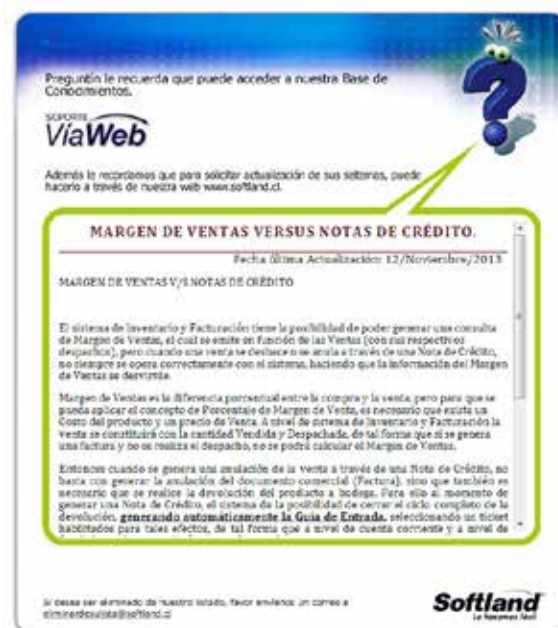 Preguntín le recuerda que puede acceder a nuestra Base de
Conocimientos.
SOPORTE
VíaWeb
Además le recordamos que para solicitar actualización de sus sistemas, puede
hacerlo a través de nuestra web www.softland.cl.
MARGEN DE VENTAS VERSUS NOTAS DE CRÉDITO.
Fecha última Actualización: 12/Noviembre/2013
MARGEN DE VENTAS V/S NOTAS DE CRÉDITO
El sistema de Inventario y Facturación tiene la posibilidad de poder generar una consulta
de Margen de Ventas, el cual se emite en función de las Ventas (con sus respectivos
despachos), pero cuando una venta se deshace o se anula a través de una Nota de Crédito,
no siempre se opera correctamente con el sistema, haciendo que la información del Margen
de Ventas se desvirtúe.
Margen de Ventas es la diferencia porcentual entre la compra y la venta, pero para que se
pueda aplicar el concepto de Porcentaje de Margen de Venta, es necesario que exista un
Costo del producto y un precio de Venta. A nivel de sistema de Inventario y Facturación la
venta se constituirá con la cantidad Vendida y Despachada, de tal forma que si se genera
una factura y no se realiza el despacho, no se podrá calcular el Margen de Ventas.
Entonces cuando se genera una anulación de la venta a través de una Nota de Crédito, no
basta con generar la anulación del documento comercial (Factura), sino que también es
necesario que se realice la devolución del producto a bodega. Para ello al momento de
generar una Nota de Crédito, el sistema da la posibilidad de cerrar el ciclo completo de la
devolución, generando automáticamente la Guía de Entrada, seleccionando un ticket
habilitados para tales efectos, de tal forma que a nivel de cuenta corriente y a nivel de
Si desea ser eliminado de nuestro listado, favor envíenos un correo a
eliminardesulista@softland.cl
Softland
Lo hacemos fácil